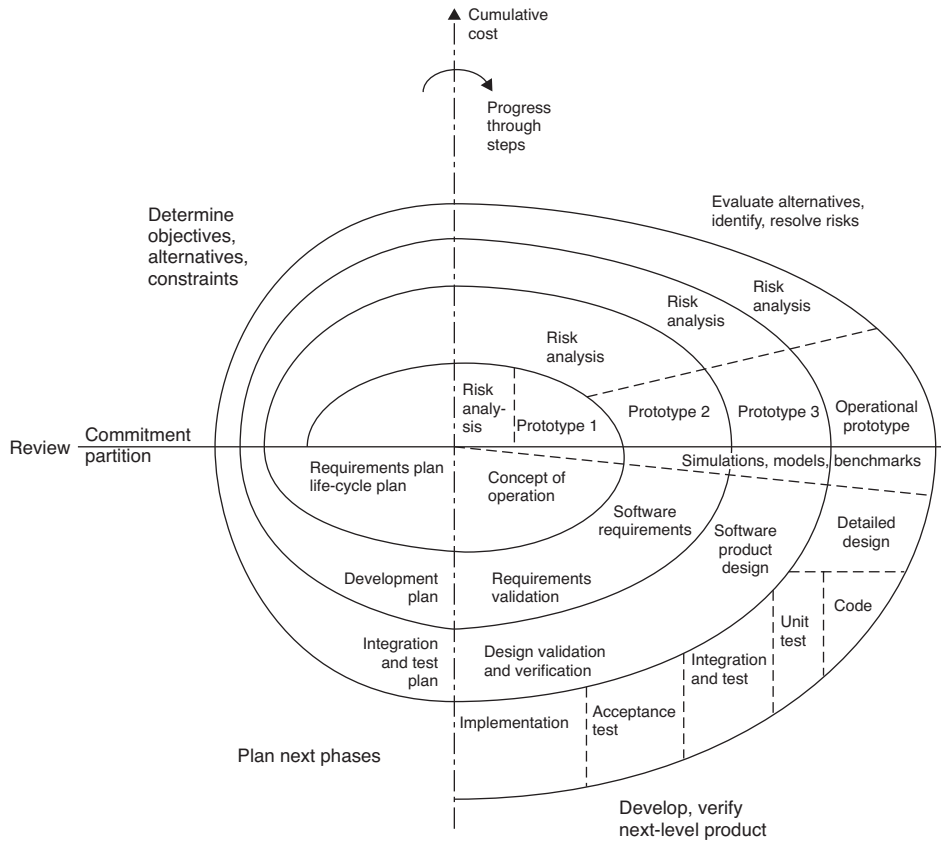 Cumulative
cost
Progress
through
steps
Determine
objectives,
alternatives,
constraints
Evaluate alternatives,
identify, resolve risks
Risk
analysis
Risk
analysis
Risk
analysis
Risk
analy-
sis
Prototype 1
Prototype 2
Prototype 3
Operational
prototype
Review
Commitment
partition
Simulations, models, benchmarks
Requirements plan
life-cycle plan
Concept of
operation
Software
requirements
Software
product
design
Detailed
design
Development
plan
Requirements
validation
Code
Unit
test
Integration
and test
plan
Design validation
and verification
Integration
and test
Implementation
Acceptance
test
Plan next phases
Develop, verify
next-level product